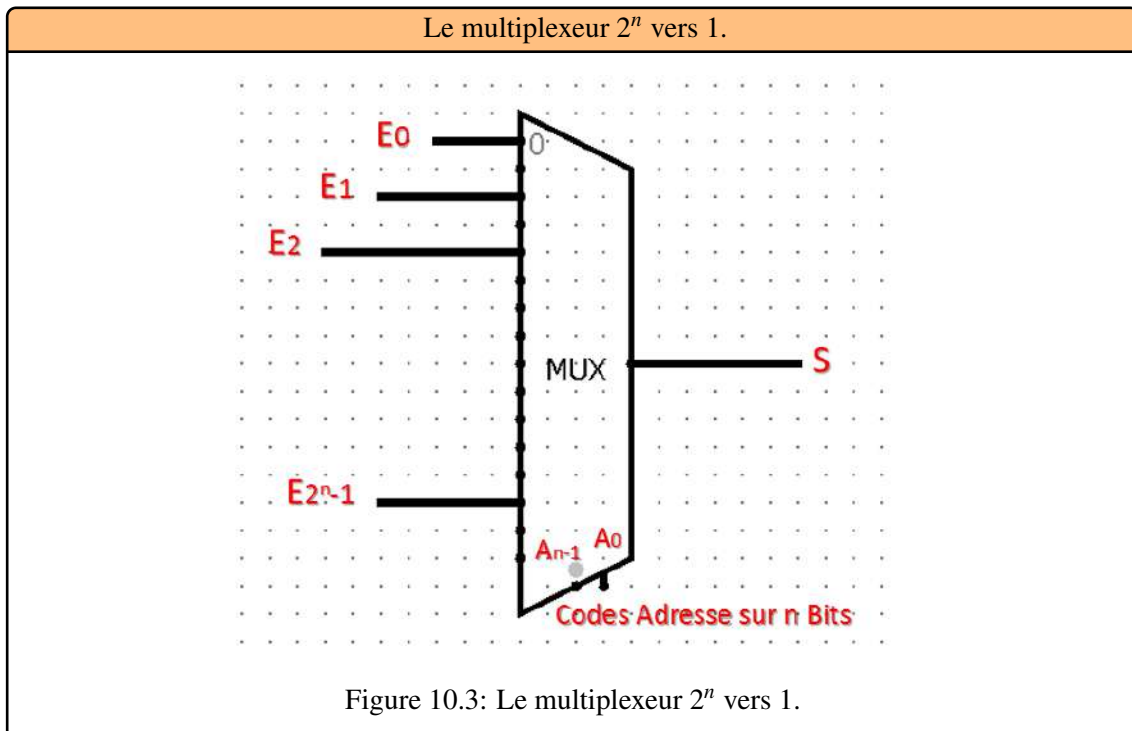 Le multiplexeur 2ⁿ vers 1.
E0
0
E1
E2
MUX
S
E2ⁿ-1
An-1
A0
Codes Adresse sur n Bits
Figure 10.3: Le multiplexeur 2ⁿ vers 1.